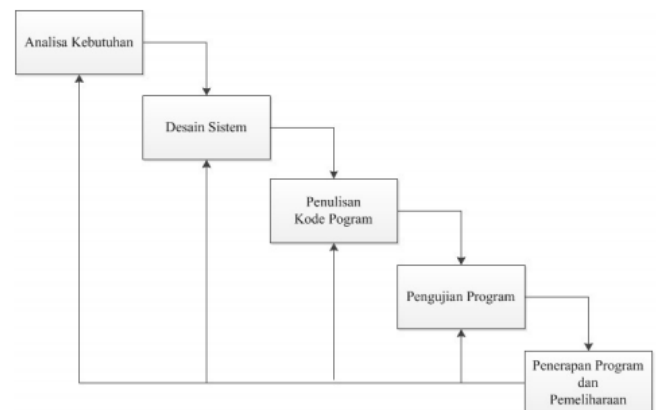 Analisa Kebutuhan
Desain Sistem
Penulisan
Kode Pogram
Pengujian Program
Penerapan Program
dan
Pemeliharaan